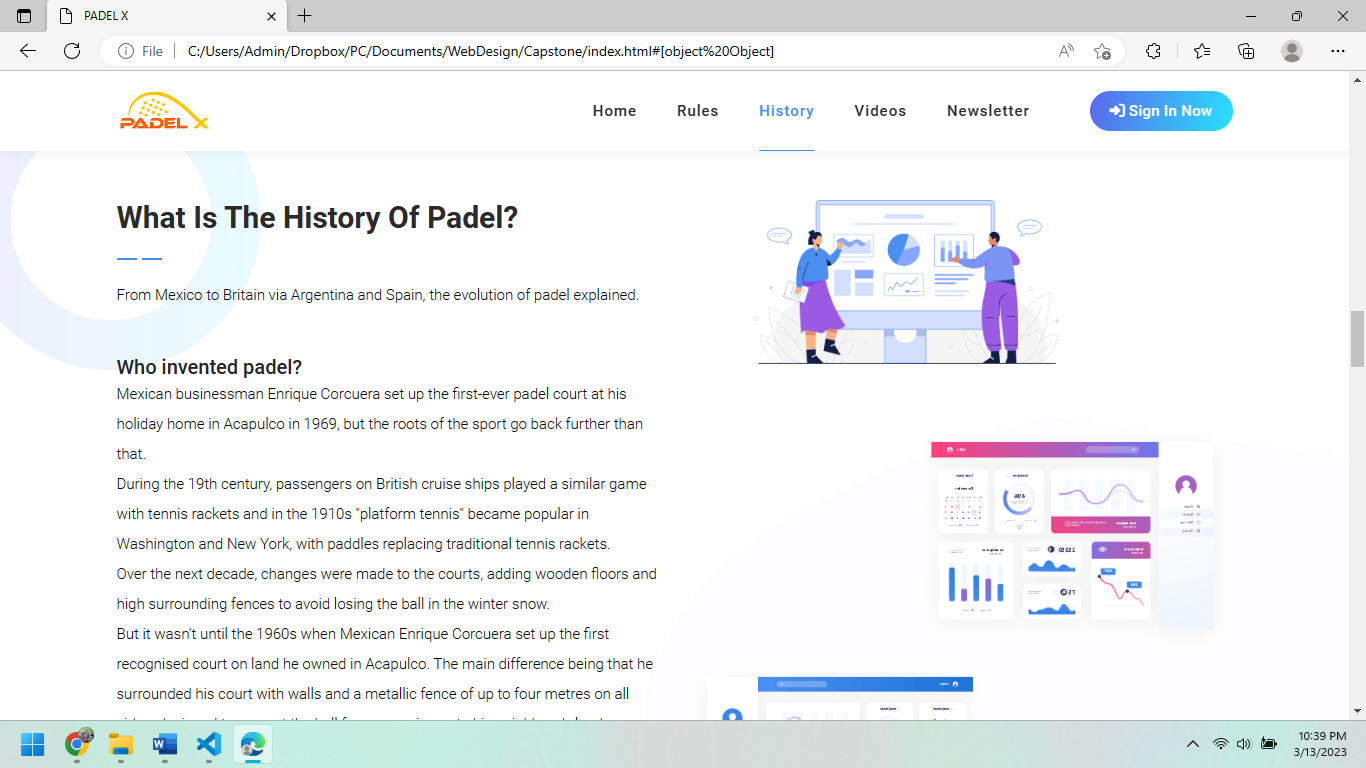 PADEL X
File
C:/Users/Admin/Dropbox/PC/Documents/WebDesign/Capstone/index.html#[object%20Object]
PADEL X
Home
Rules
History
Videos
Newsletter
Sign In Now
What Is The History Of Padel?
From Mexico to Britain via Argentina and Spain, the evolution of padel explained.
Who invented padel?
Mexican businessman Enrique Corcuera set up the first-ever padel court at his
holiday home in Acapulco in 1969, but the roots of the sport go back further than
that.
During the 19th century, passengers on British cruise ships played a similar game
with tennis rackets and in the 1910s "platform tennis" became popular in
Washington and New York, with paddles replacing traditional tennis rackets.
Over the next decade, changes were made to the courts, adding wooden floors and
high surrounding fences to avoid losing the ball in the winter snow.
But it wasn’t until the 1960s when Mexican Enrique Corcuera set up the first
recognised court on land he owned in Acapulco. The main difference being that he
surrounded his court with walls and a metallic fence of up to four metres on all
10:39 PM
3/13/2023